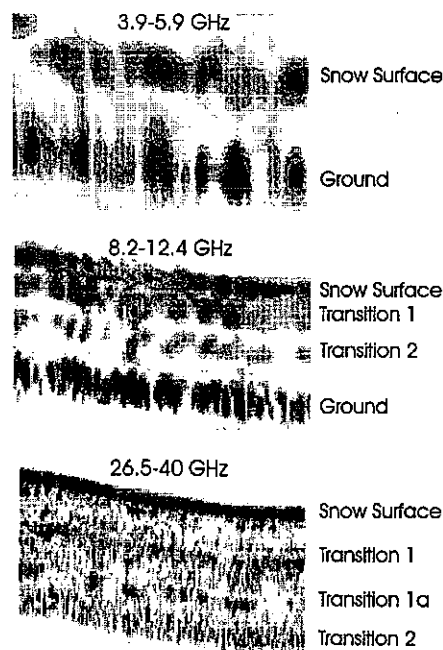 3.9-5.9 GHz
Snow Surface
Ground
8.2-12.4 GHz
Snow Surface
Transition 1
Transition 2
Ground
26.5-40 GHz
Snow Surface
Transition 1
Transition 1a
Transition 2